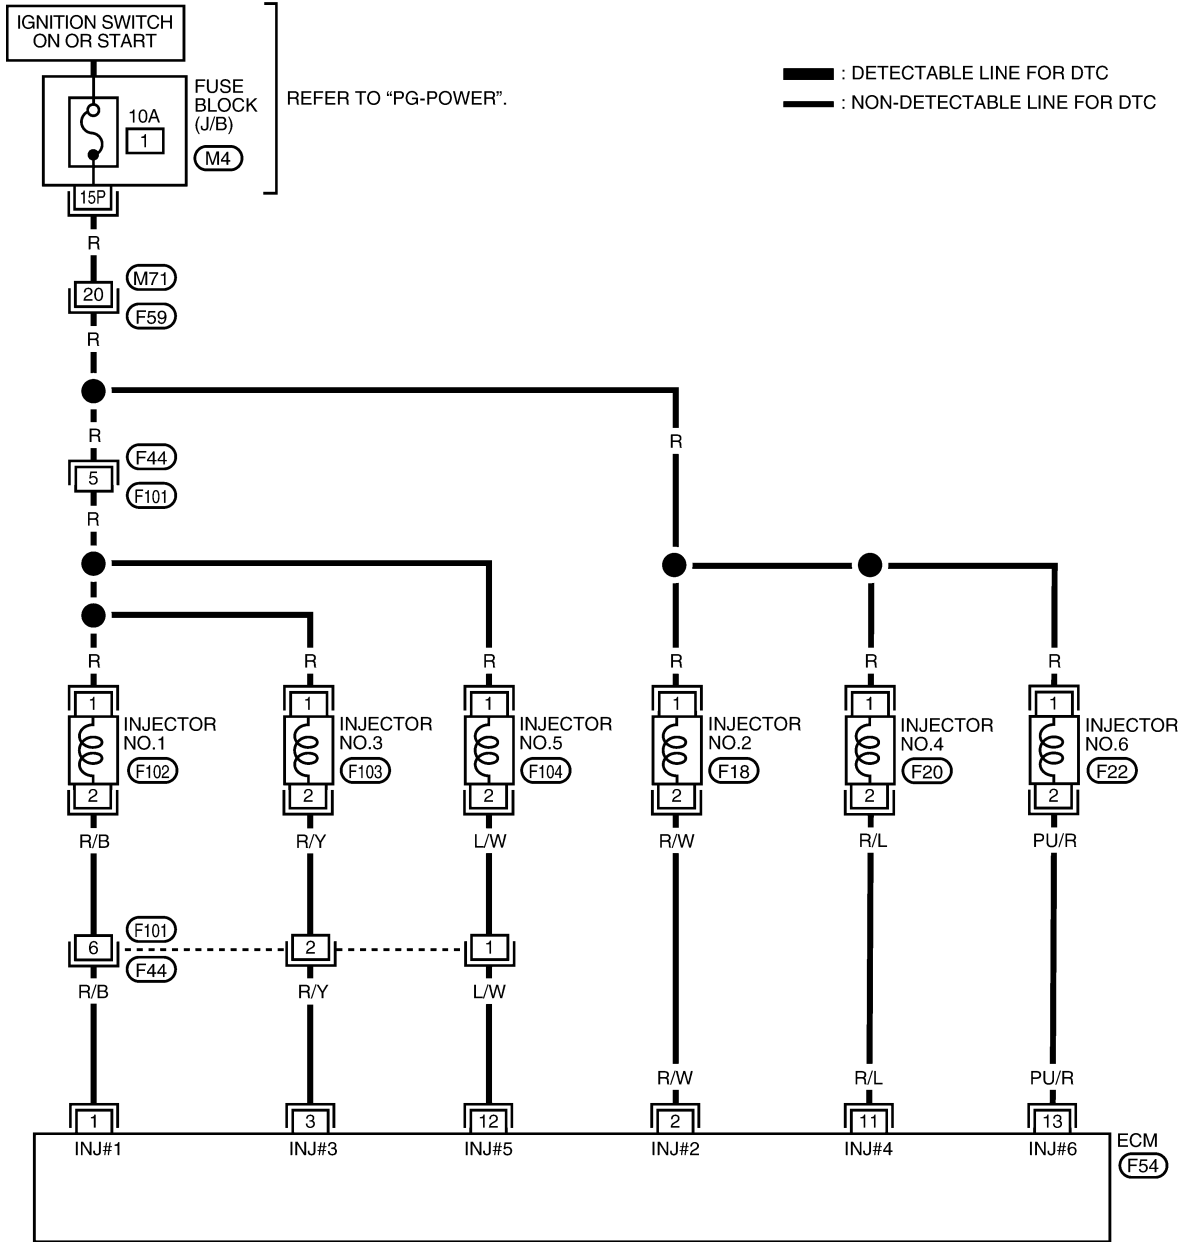 IGNITION SWITCH
ON OR START
FUSE
BLOCK
(J/B)
10A
1
M4
REFER TO “PG-POWER”.
: DETECTABLE LINE FOR DTC
: NON-DETECTABLE LINE FOR DTC
15P
R
M71
20
F59
R
R
R
F44
5
F101
R
R R R R R R
1 1 1 1 1 1
INJECTOR
NO.1
F102
INJECTOR
NO.3
F103
INJECTOR
NO.5
F104
INJECTOR
NO.2
F18
INJECTOR
NO.4
F20
INJECTOR
NO.6
F22
2 2 2 2 2 2
R/B R/Y L/W R/W R/L PU/R
F101
6 2 1
F44
R/B R/Y L/W
R/W R/L PU/R
1 3 12 2 11 13
INJ#1 INJ#3 INJ#5 INJ#2 INJ#4 INJ#6
ECM
F54